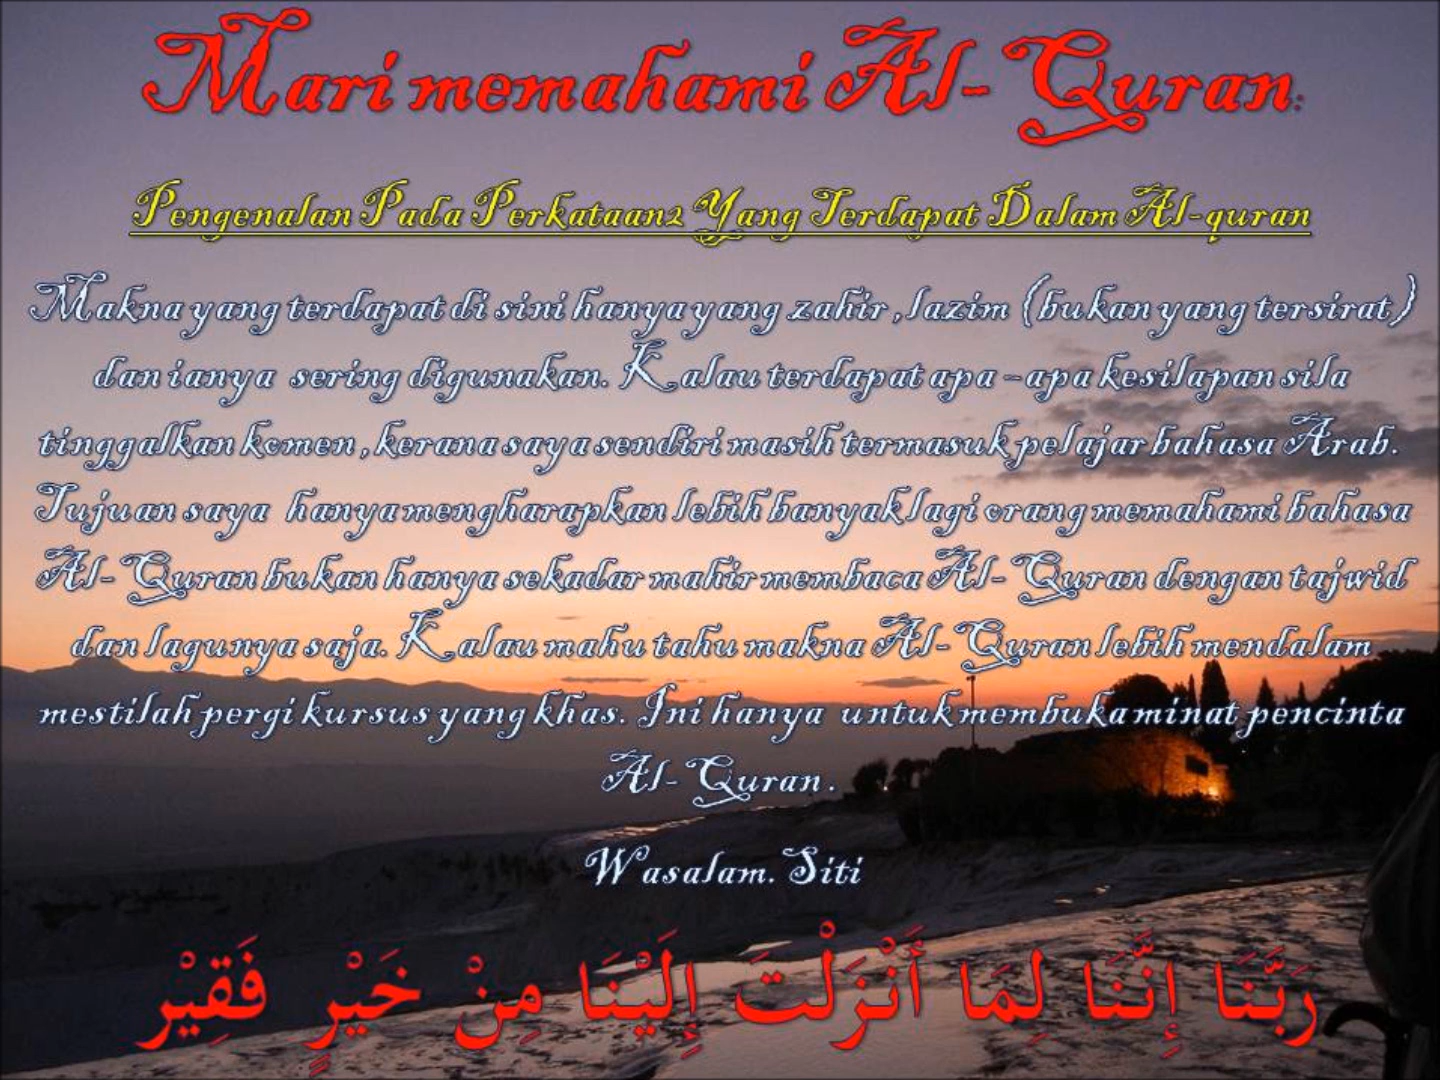 Mari memahami Al-Quran:
Pengenalan Pada Perkataan2 Yang Terdapat Dalam Al-quran
Makna yang terdapat di sini hanya yang zahir , lazim (bukan yang tersirat)
dan ianya sering digunakan. Kalau terdapat apa –apa kesilapan sila
tinggalkan komen , kerana saya sendiri masih termasuk pelajar bahasa Arab.
Tujuan saya hanya mengharapkan lebih banyak lagi orang memahami bahasa
Al-Quran bukan hanya sekadar mahir membaca Al-Quran dengan tajwid
dan lagunya saja. Kalau mahu tahu makna Al-Quran lebih mendalam
mestilah pergi kursus yang khas. Ini hanya untuk membuka minat pencinta
Al-Quran .
Wasalam. Siti
رَبَّنَا إِنَّنَا لِمَا أَنْزَلْتَ إِلَيْنَا مِنْ خَيْرٍ فَقِيْر